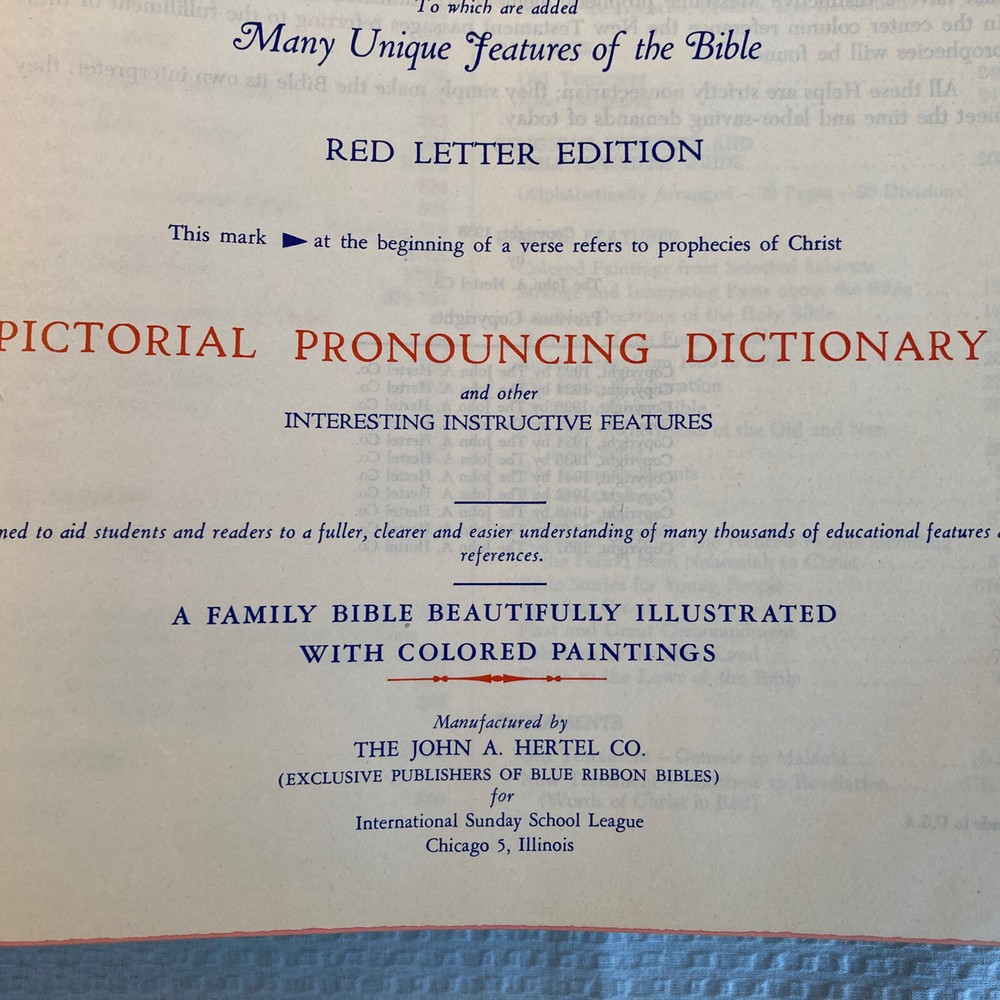 To which are added
Many Unique Features of the Bible
RED LETTER EDITION
This mark ► at the beginning of a verse refers to prophecies of Christ
PICTORIAL PRONOUNCING DICTIONARY
and other
INTERESTING INSTRUCTIVE FEATURES
ned to aid students and readers to a fuller, clearer and easier understanding of many thousands of educational features
references.
A FAMILY BIBLE BEAUTIFULLY ILLUSTRATED
WITH COLORED PAINTINGS
Manufactured by
THE JOHN A. HERTEL CO.
(EXCLUSIVE PUBLISHERS OF BLUE RIBBON BIBLES)
for
International Sunday School League
Chicago 5, Illinois